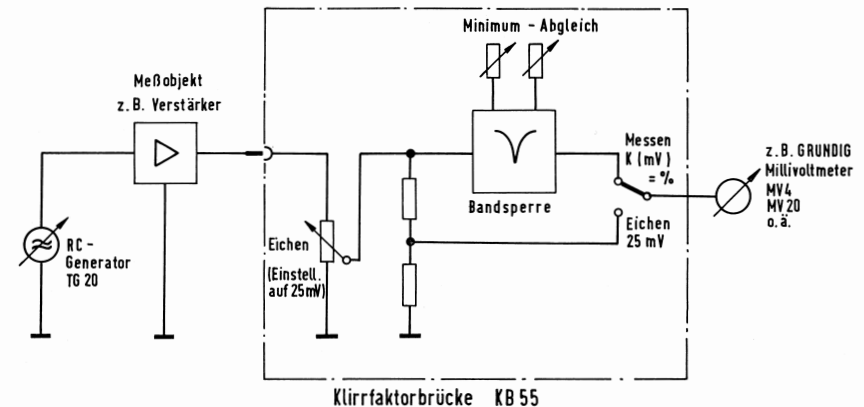 Minimum - Abgleich
Meßobjekt
z.B. Verstärker
RC-
Generator
TG 20
Eichen
(Einstell.
auf 25mV)
Bandsperre
Messen
K (mV)
= %
Eichen
25 mV
z.B. GRUNDIG
Millivoltmeter
MV4
MV20
o.ä.
Klirrfaktorbrücke KB 55